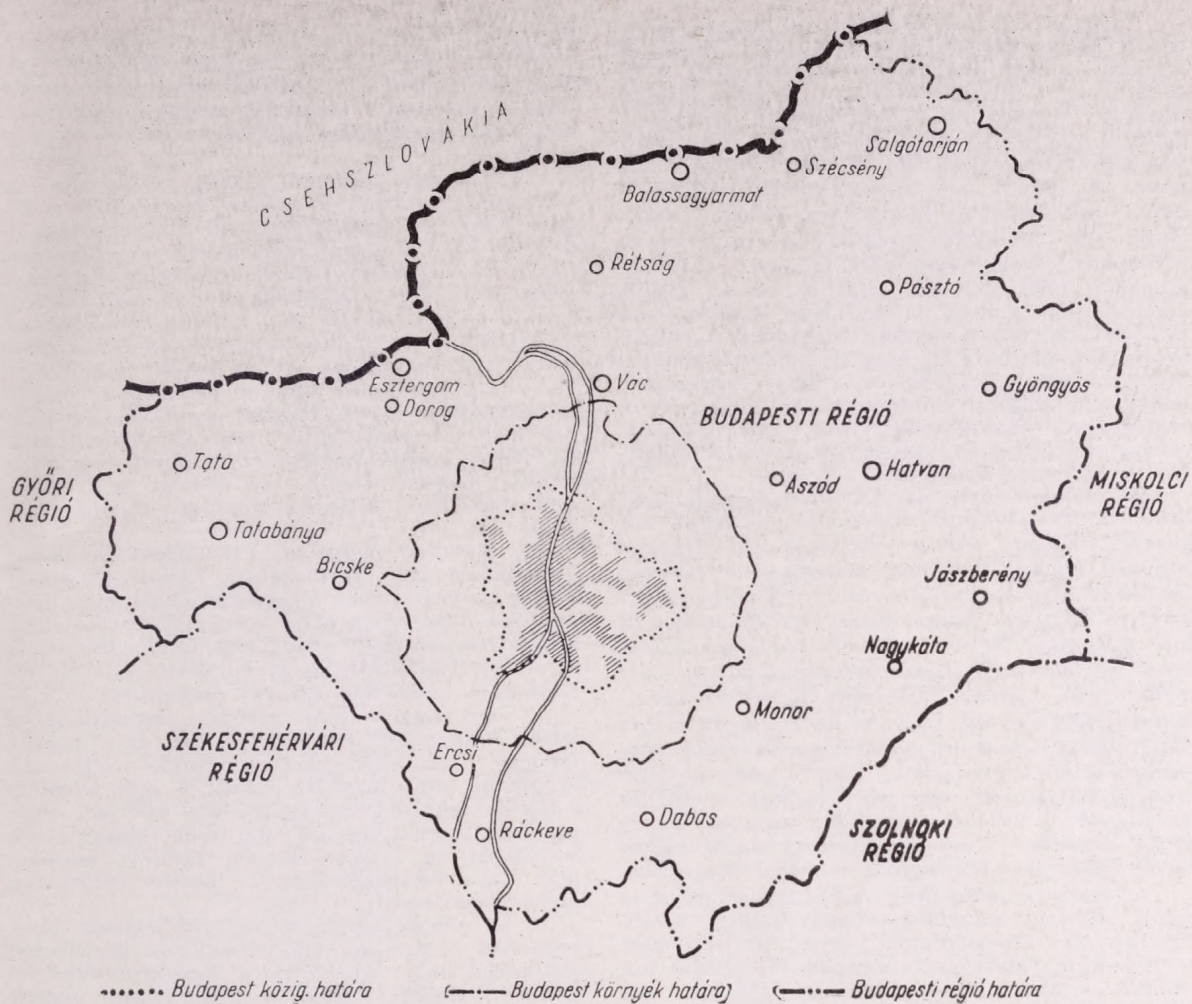 CSEHSZLOVÁKIA
Salgótarján
Szécsény
Balassagyarmat
Rétság
Pásztó
Esztergom
Dorog
Vác
Gyöngyös
BUDAPESTI RÉGIÓ
Tata
Aszód
Hatvan
GYŐRI
RÉGIÓ
MISKOLCI
RÉGIÓ
Tatabánya
Bicske
Jászberény
Nagykáta
Monor
SZÉKESFEHÉRVÁRI
RÉGIÓ
Ercsi
Ráckeve
Dabas
SZOLNOKI
RÉGIÓ
Budapest közig. határa
(Budapest környék határa)
(Budapesti régió határa